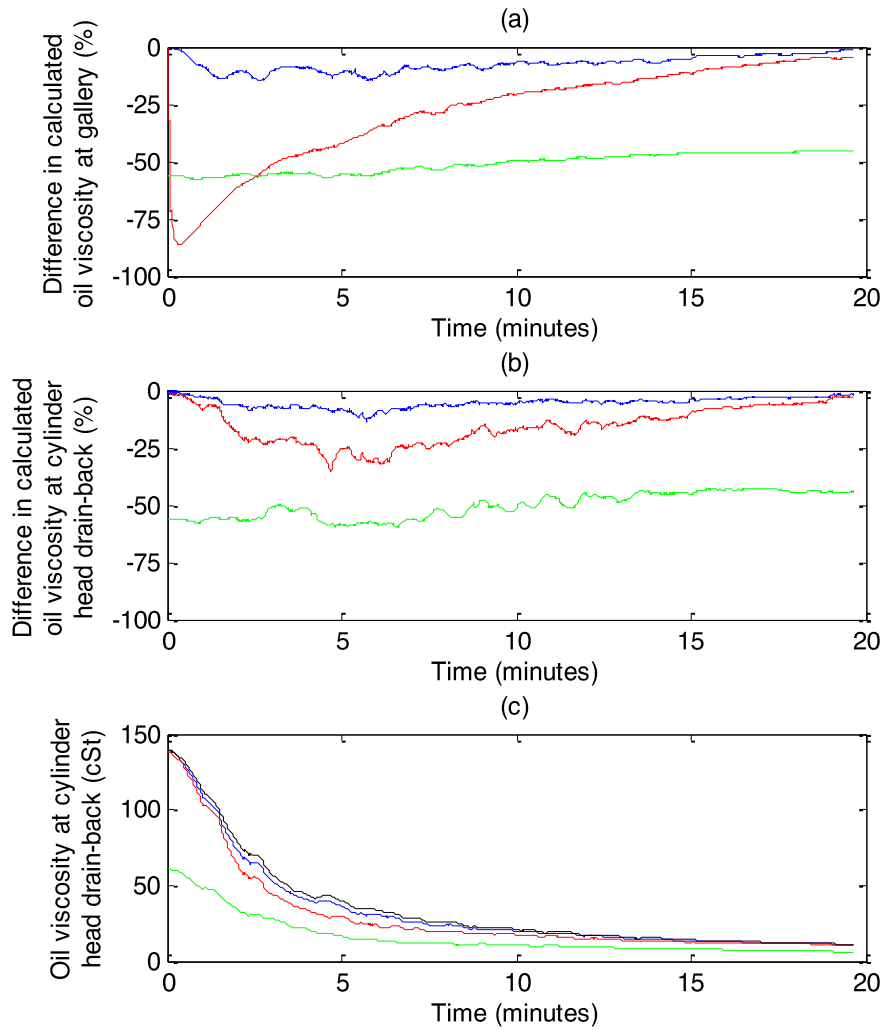 (a)
Difference in calculated
oil viscosity at gallery (%)
0
-25
-50
-75
-100
0 5 10 15 20
Time (minutes)
(b)
Difference in calculated
oil viscosity at cylinder
head drain-back (%)
0
-25
-50
-75
-100
0 5 10 15 20
Time (minutes)
(c)
Oil viscosity at cylinder
head drain-back (cSt)
150
100
50
0
0 5 10 15 20
Time (minutes)